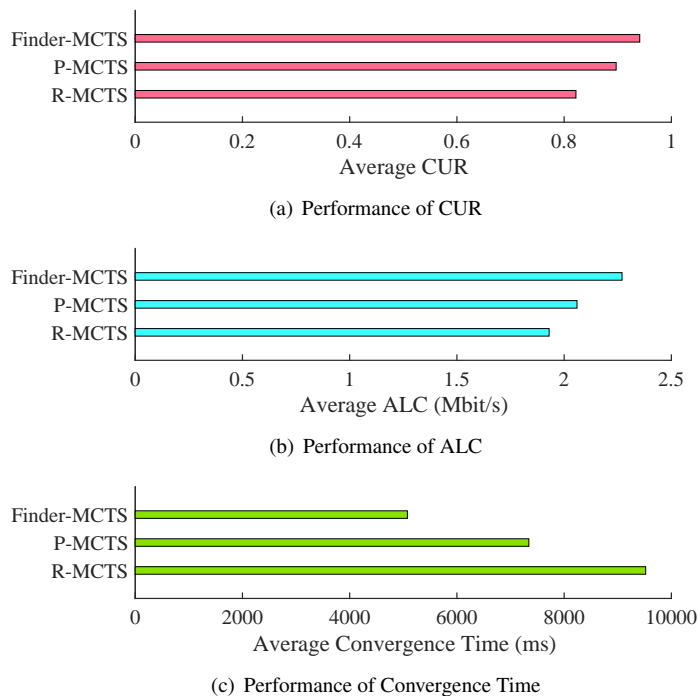 Finder-MCTS
P-MCTS
R-MCTS
0 0.2 0.4 0.6 0.8 1
Average CUR
(a) Performance of CUR
Finder-MCTS
P-MCTS
R-MCTS
0 0.5 1 1.5 2 2.5
Average ALC (Mbit/s)
(b) Performance of ALC
Finder-MCTS
P-MCTS
R-MCTS
0 2000 4000 6000 8000 10000
Average Convergence Time (ms)
(c) Performance of Convergence Time